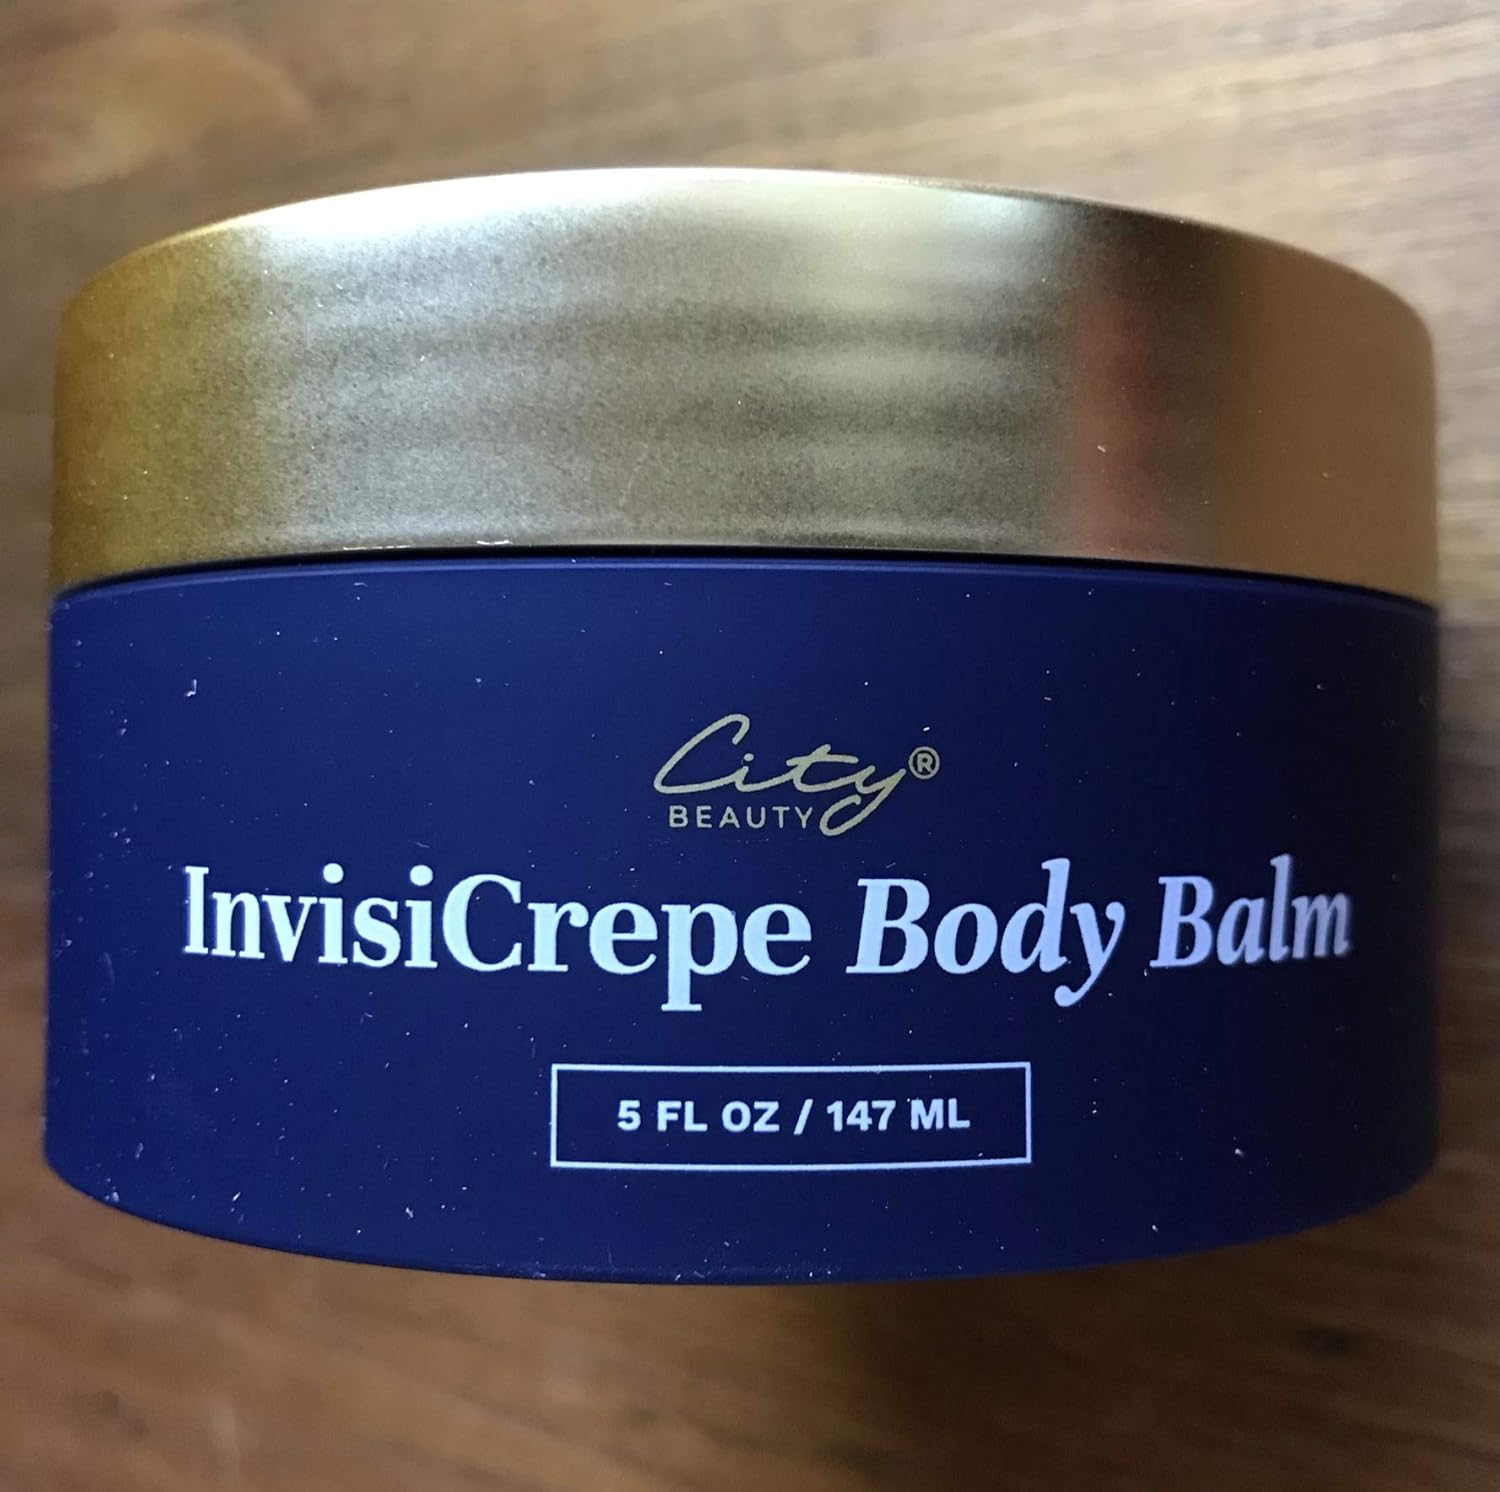 City®
BEAUTY
InvisiCrepe Body Balm
5 FL OZ / 147 ML